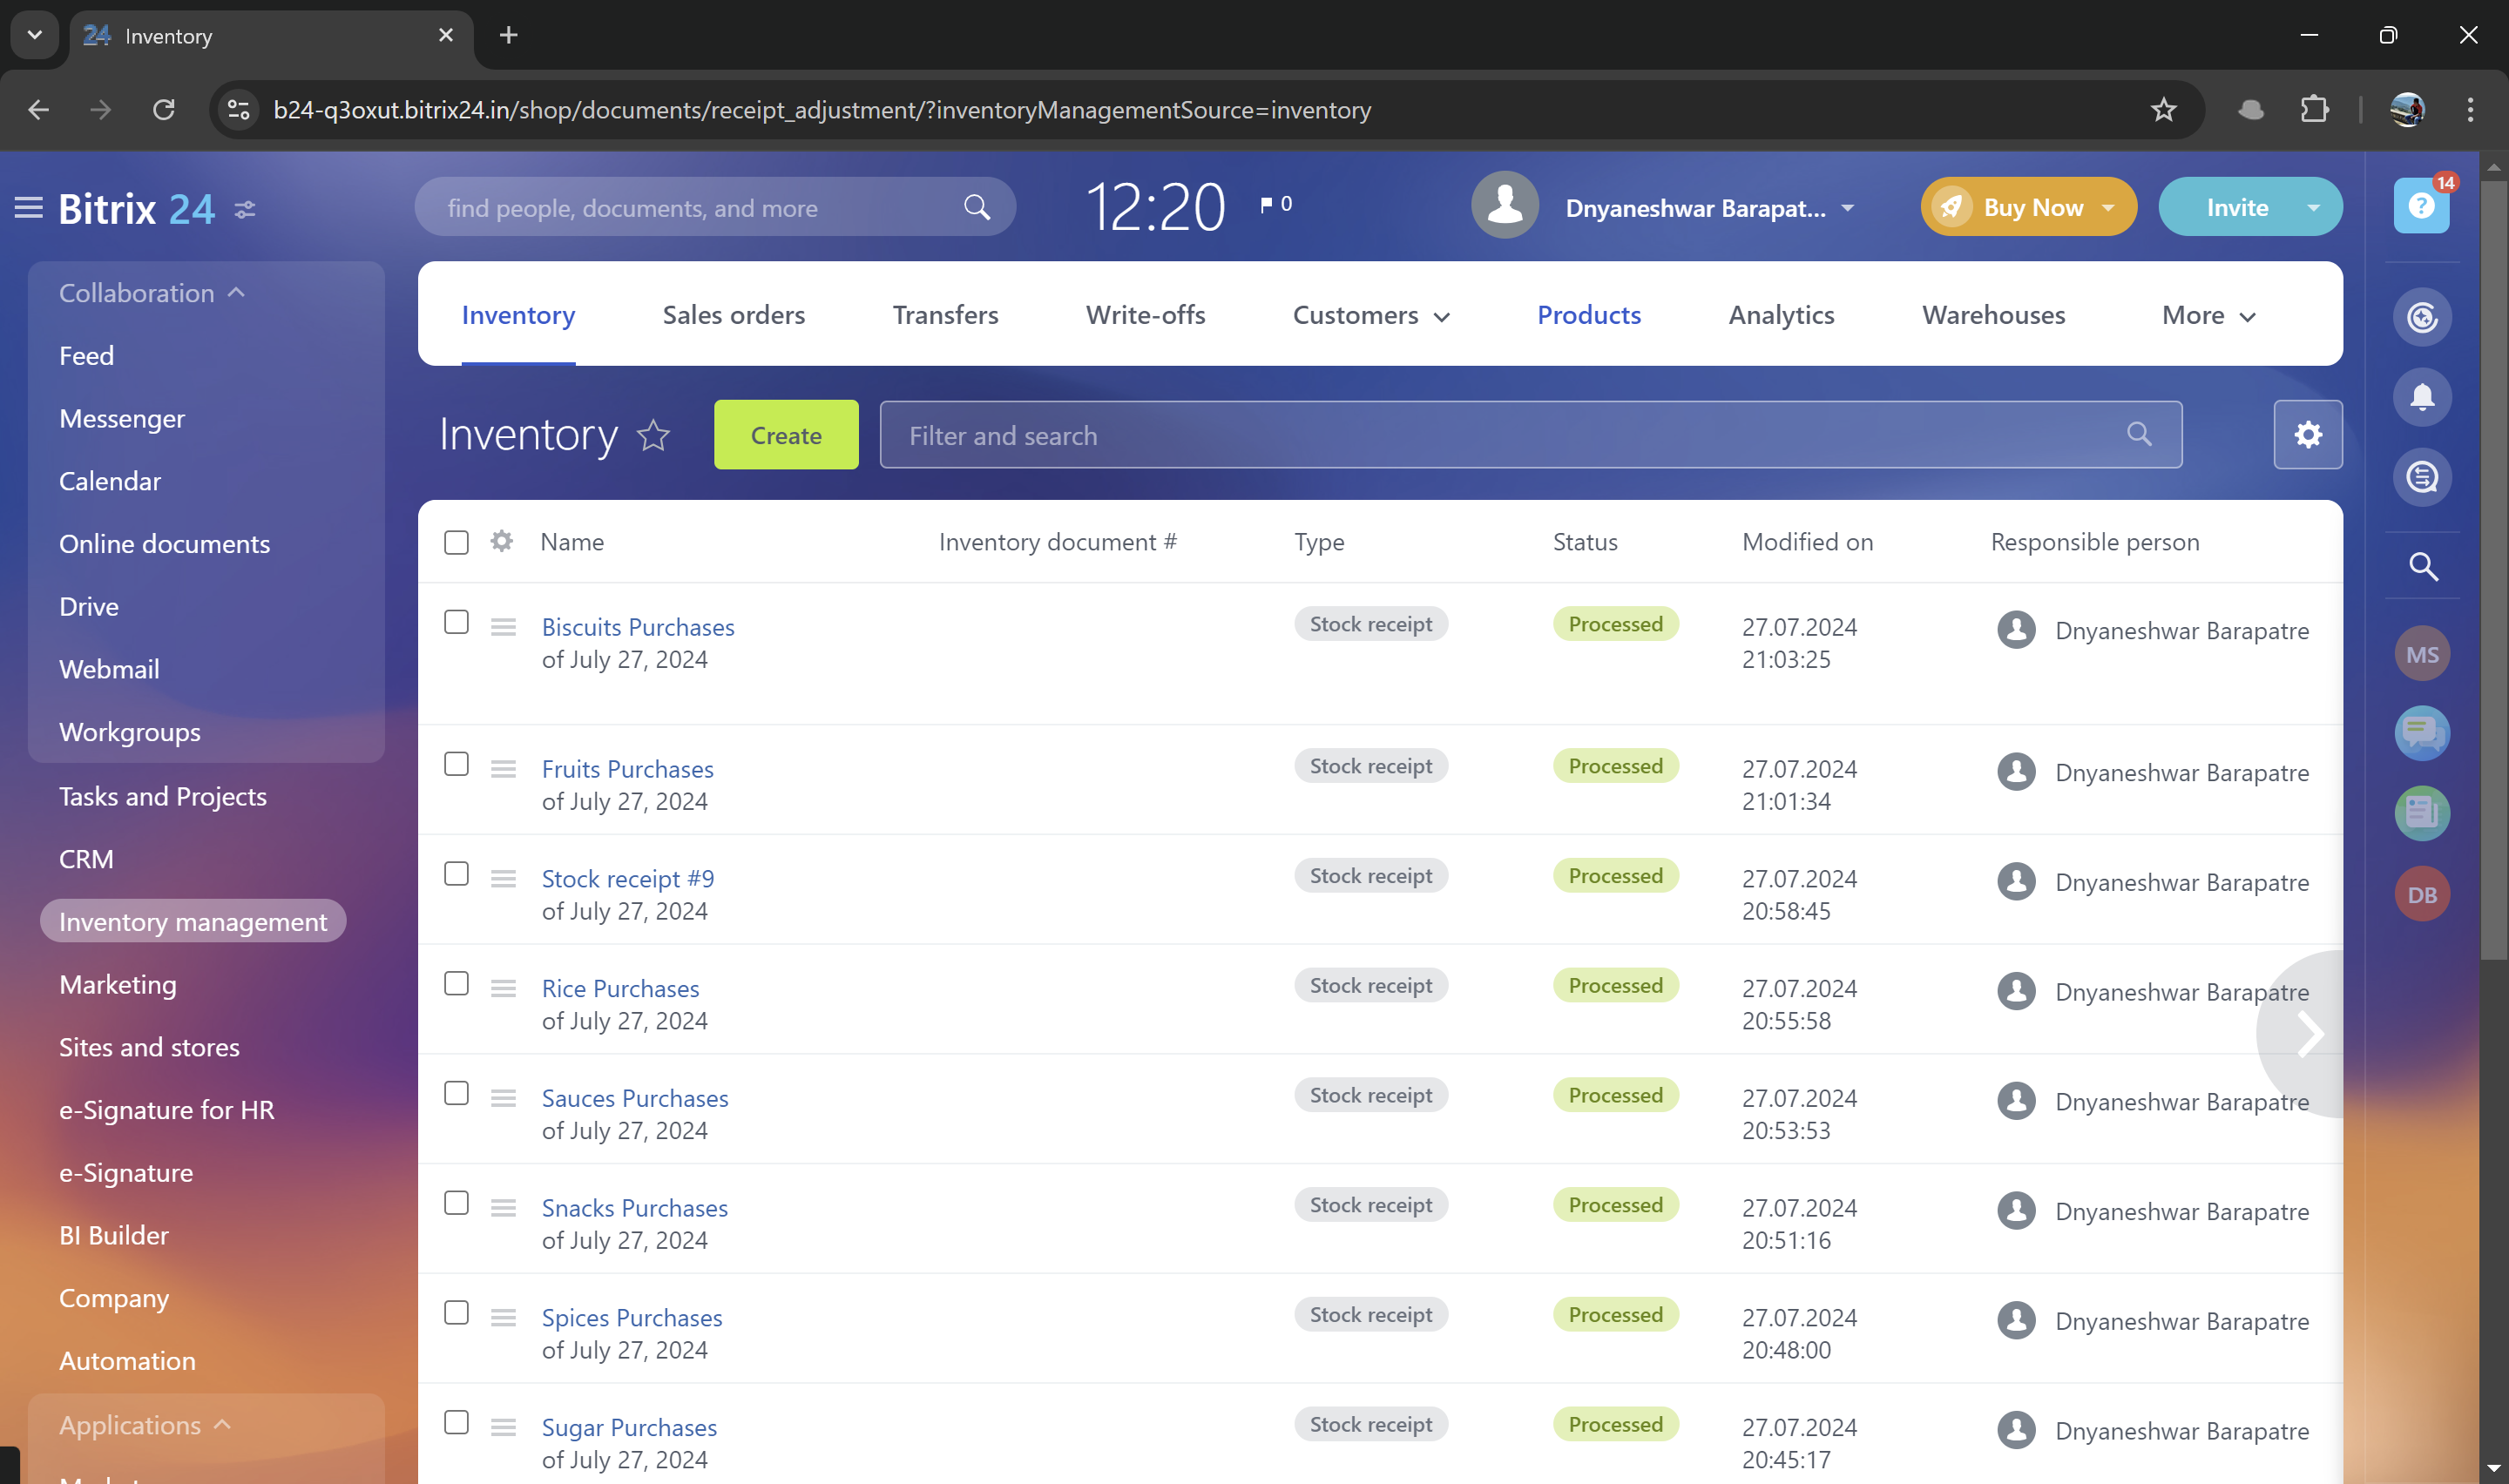 Inventory
b24-q3oxut.bitrix24.in/shop/documents/receipt_adjustment/?inventoryManagementSource=inventory
Bitrix 24
find people, documents, and more
12:20
0
Dnyaneshwar Barapat...
Buy Now
Invite
14
Collaboration
Feed
Messenger
Calendar
Online documents
Drive
Webmail
Workgroups
Tasks and Projects
CRM
Inventory management
Marketing
Sites and stores
e-Signature for HR
e-Signature
BI Builder
Company
Automation
Applications
Inventory Sales orders Transfers Write-offs Customers Products Analytics Warehouses More
Inventory Create Filter and search
Name Inventory document # Type Status Modified on Responsible person
Biscuits Purchases Stock receipt Processed 27.07.2024 Dnyaneshwar Barapatre
of July 27, 2024 21:03:25
Fruits Purchases Stock receipt Processed 27.07.2024 Dnyaneshwar Barapatre
of July 27, 2024 21:01:34
Stock receipt #9 Stock receipt Processed 27.07.2024 Dnyaneshwar Barapatre
of July 27, 2024 20:58:45
Rice Purchases Stock receipt Processed 27.07.2024 Dnyaneshwar Barapatre
of July 27, 2024 20:55:58
Sauces Purchases Stock receipt Processed 27.07.2024 Dnyaneshwar Barapatre
of July 27, 2024 20:53:53
Snacks Purchases Stock receipt Processed 27.07.2024 Dnyaneshwar Barapatre
of July 27, 2024 20:51:16
Spices Purchases Stock receipt Processed 27.07.2024 Dnyaneshwar Barapatre
of July 27, 2024 20:48:00
Sugar Purchases Stock receipt Processed 27.07.2024 Dnyaneshwar Barapatre
of July 27, 2024 20:45:17
MS
DB